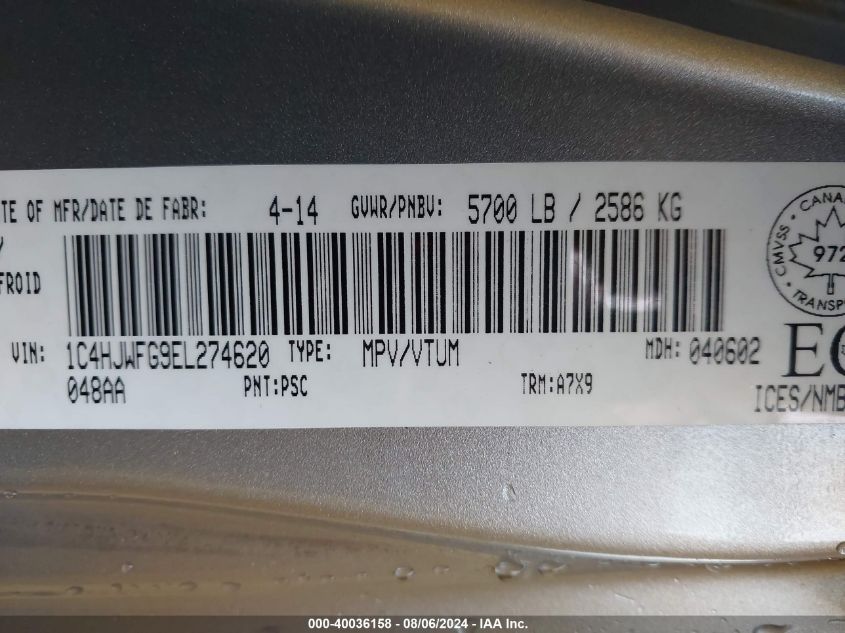 TE OF MFR/DATE DE FABR: 4-14 GVWR/PNBV: 5700 LB / 2586 KG
FROID
VIN: 1C4HJWFG9EL274620 TYPE: MPV/VTUM MDH: 040602
048AA PNT:PSC TRM:A7X9
CANA
CMVSS
972
TRANSP
ICES/NMB
000-40036158 - 08/06/2024 - IAA Inc.